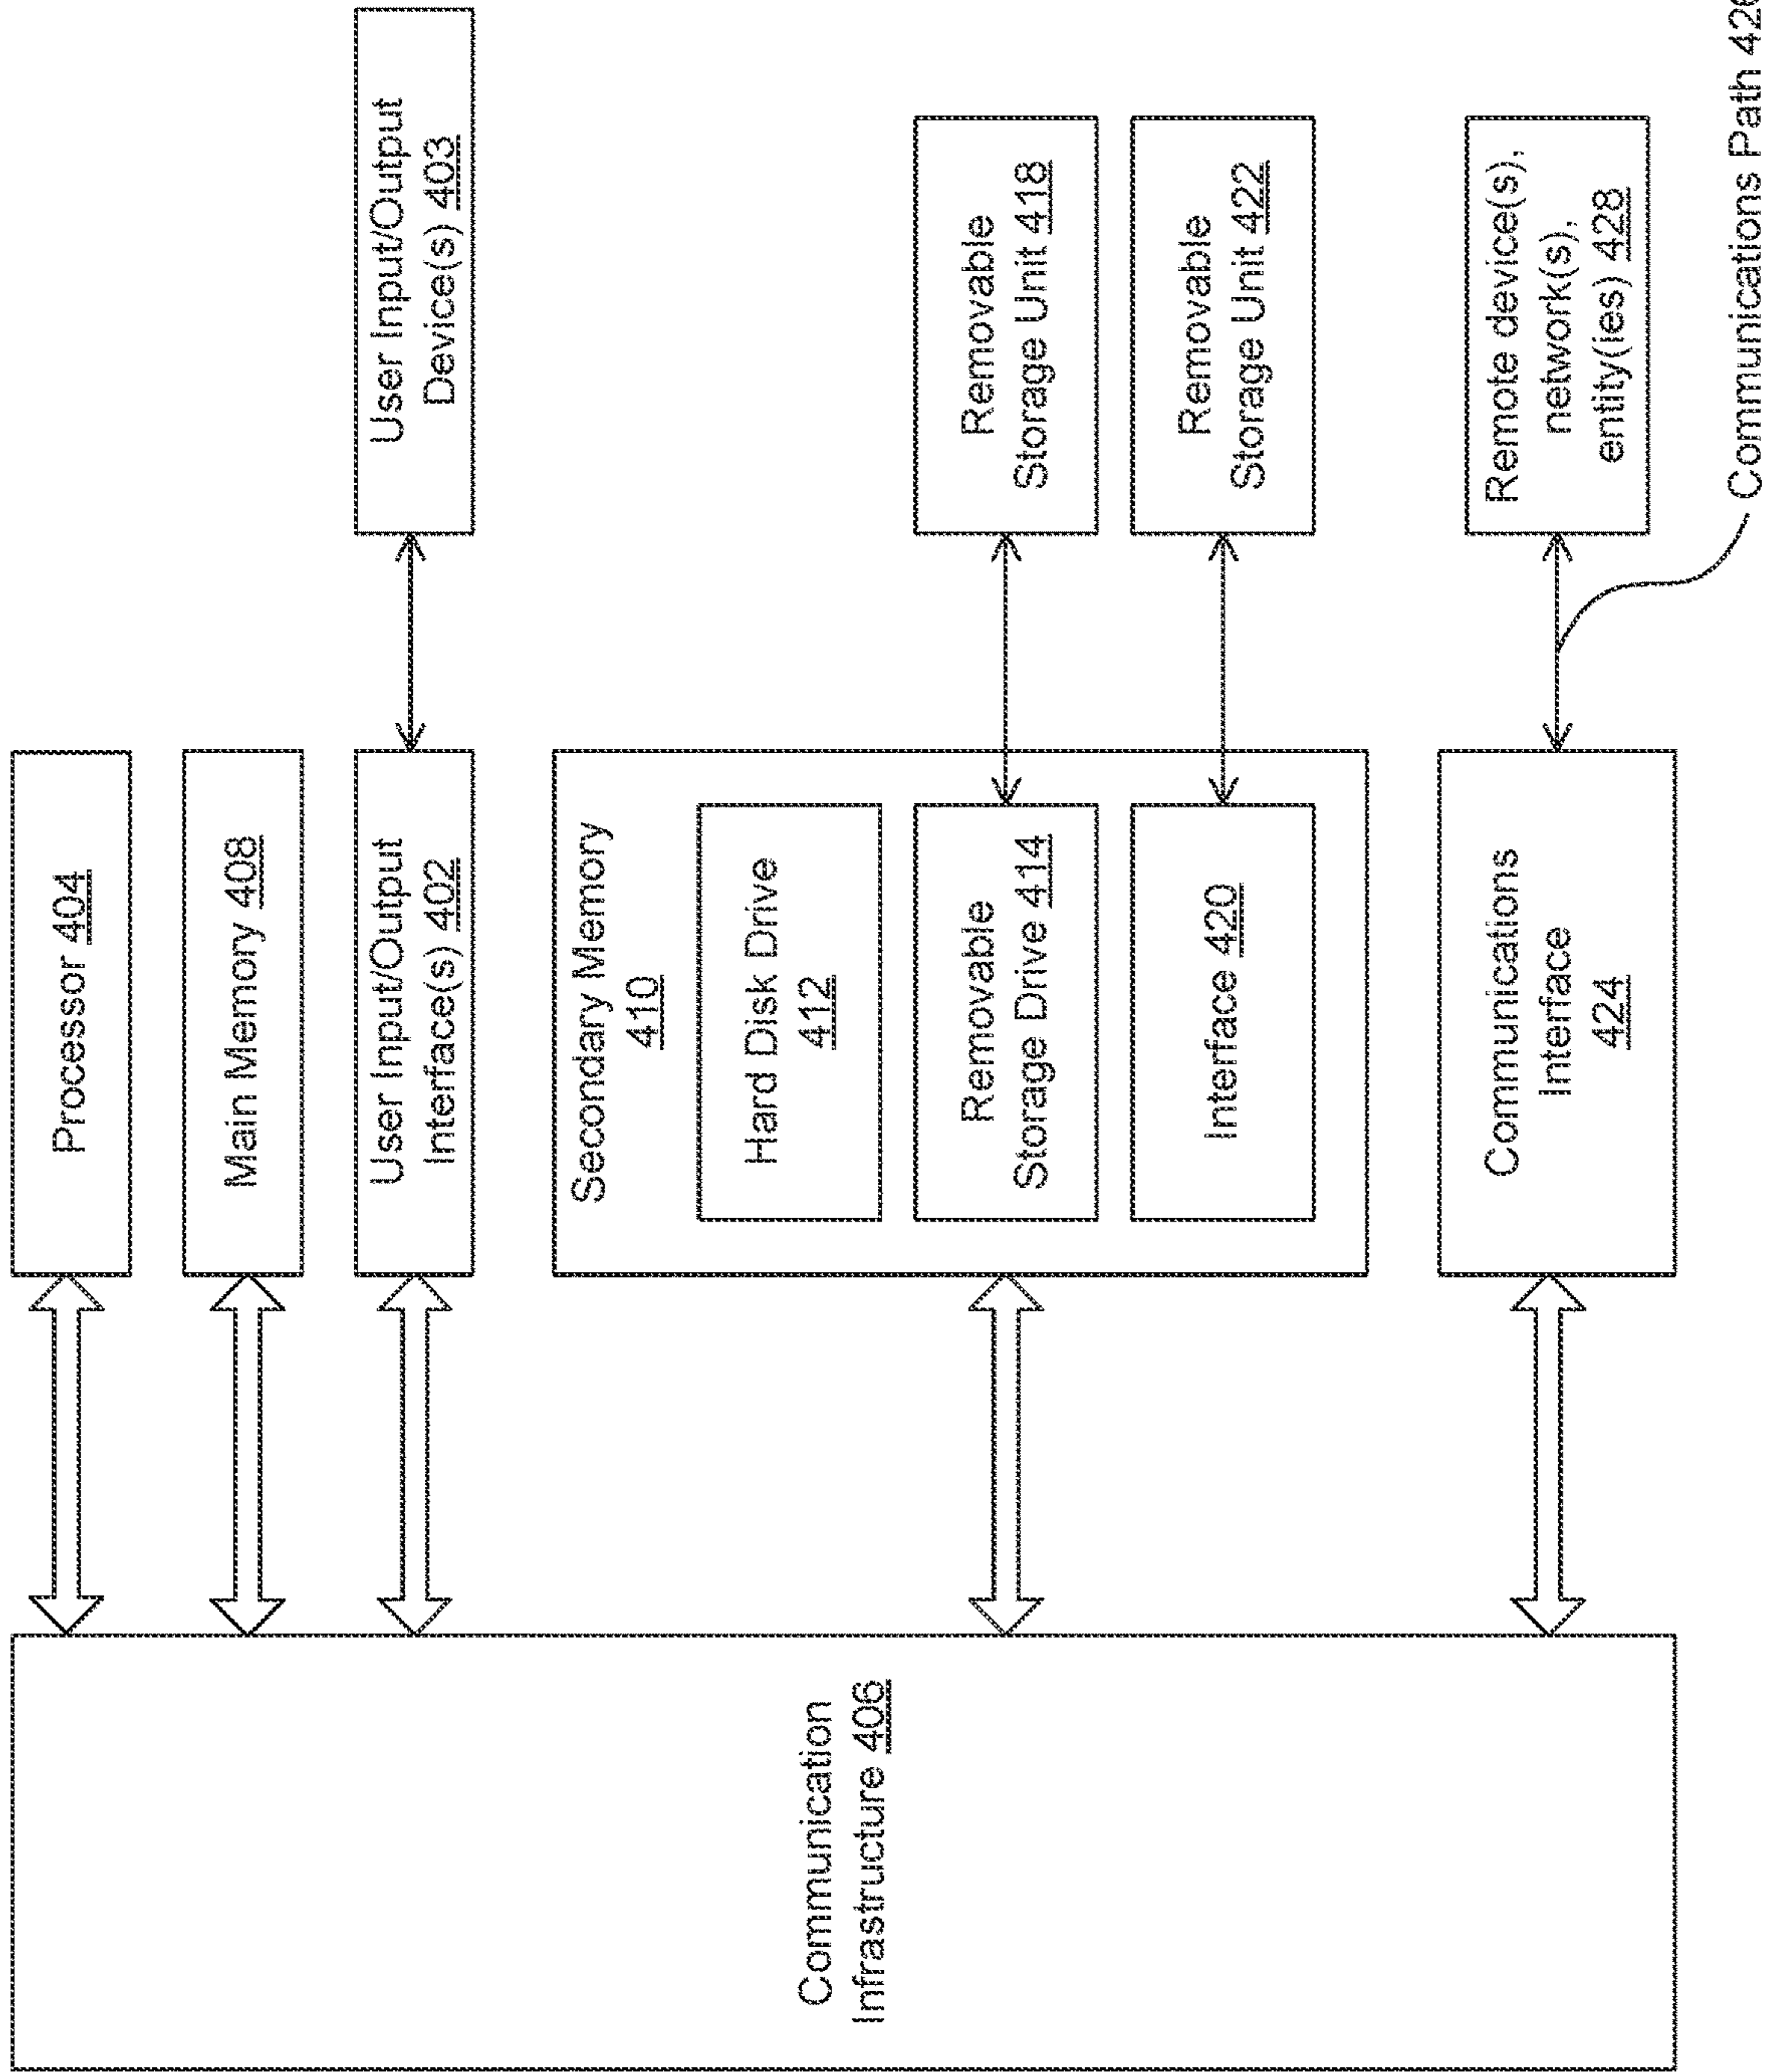 Processor 404
Main Memory 408
User Input/Output
Interface(s) 402
User Input/Output
Device(s) 403
Secondary Memory
410
Hard Disk Drive
412
Removable
Storage Drive 414
Removable
Storage Unit 418
Interface 420
Removable
Storage Unit 422
Communications
Interface
424
Remote device(s),
network(s),
entity(ies) 428
Communications Path 426
Communication
Infrastructure 406